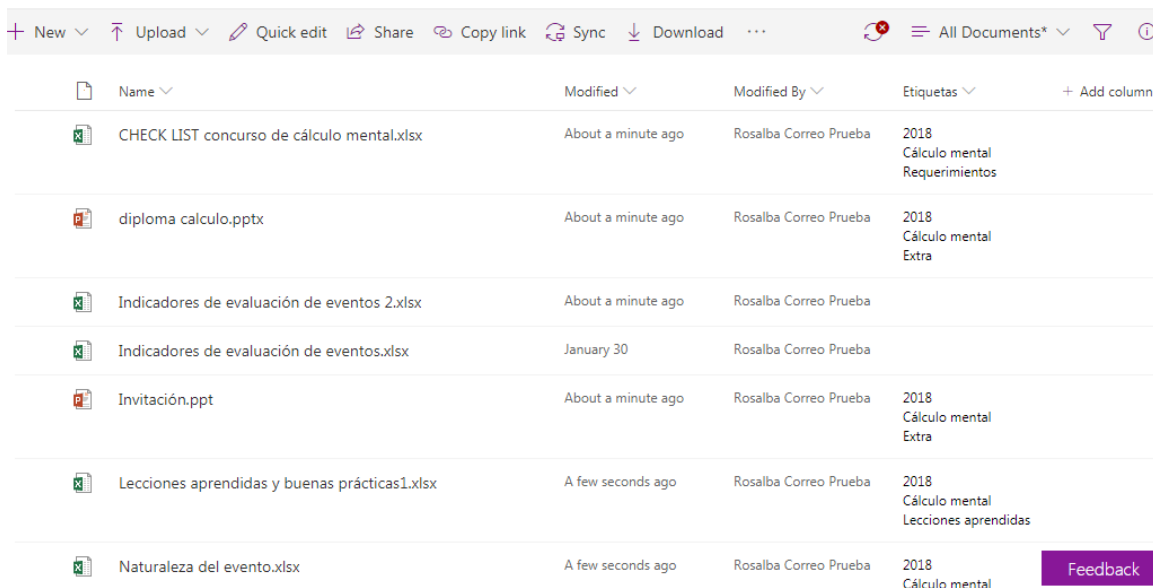 New Upload Quick edit Share Copy link Sync Download ... All Documents*
Name Modified Modified By Etiquetas + Add column
CHECK LIST concurso de cálculo mental.xlsx About a minute ago Rosalba Correo Prueba 2018
Cálculo mental
Requerimientos
diploma calculo.pptx About a minute ago Rosalba Correo Prueba 2018
Cálculo mental
Extra
Indicadores de evaluación de eventos 2.xlsx About a minute ago Rosalba Correo Prueba
Indicadores de evaluación de eventos.xlsx January 30 Rosalba Correo Prueba
Invitación.ppt About a minute ago Rosalba Correo Prueba 2018
Cálculo mental
Extra
Lecciones aprendidas y buenas prácticas1.xlsx A few seconds ago Rosalba Correo Prueba 2018
Cálculo mental
Lecciones aprendidas
Naturaleza del evento.xlsx A few seconds ago Rosalba Correo Prueba 2018
Cálculo mental
Feedback